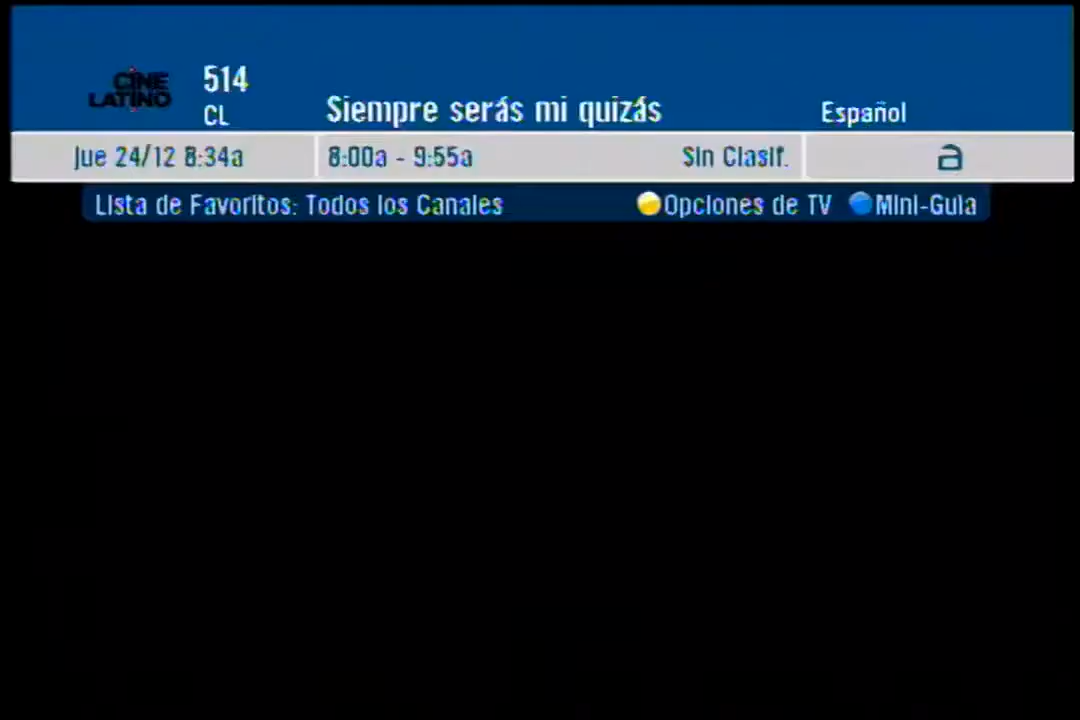 CINE LATINO
514
CL
Siempre serás mi quizás
Español
Jue 24/12 8:34a
8:00a - 9:55a
Sin Clasif.
a
Lista de Favoritos: Todos los Canales
Opciones de TV
Mini-Guia